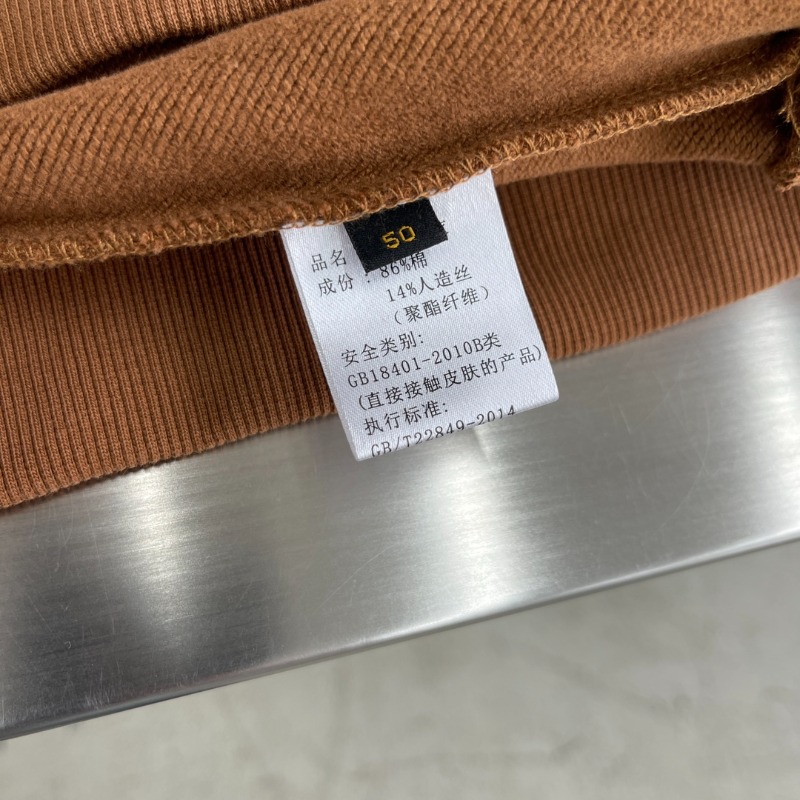 50
品名
成份：86%棉
14%人造丝
（聚酯纤维）
安全类别:
GB18401-2010B类
(直接接触皮肤的产品)
执行标准:
GB/T22849-2014